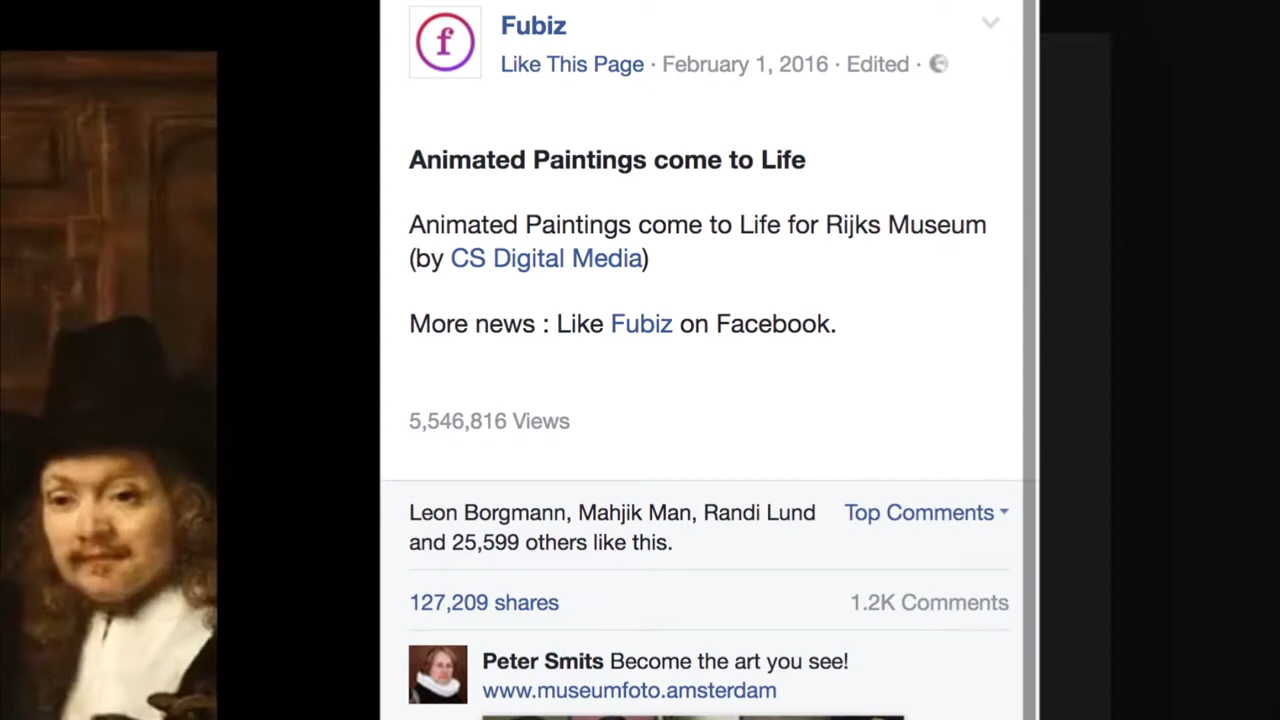 f
Fubiz
Like This Page · February 1, 2016 · Edited ·
Animated Paintings come to Life
Animated Paintings come to Life for Rijks Museum
(by CS Digital Media)
More news : Like Fubiz on Facebook.
5,546,816 Views
Leon Borgmann, Mahjik Man, Randi Lund Top Comments
and 25,599 others like this.
127,209 shares 1.2K Comments
Peter Smits Become the art you see!
www.museumfoto.amsterdam